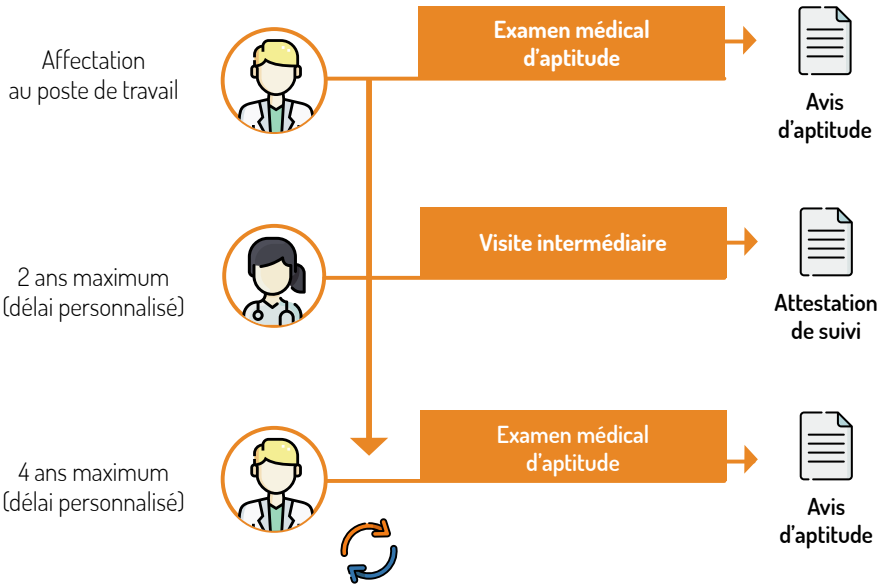 Affectation
au poste de travail
Examen médical
d'aptitude
Avis
d'aptitude
2 ans maximum
(délai personnalisé)
Visite intermédiaire
Attestation
de suivi
4 ans maximum
(délai personnalisé)
Examen médical
d'aptitude
Avis
d'aptitude